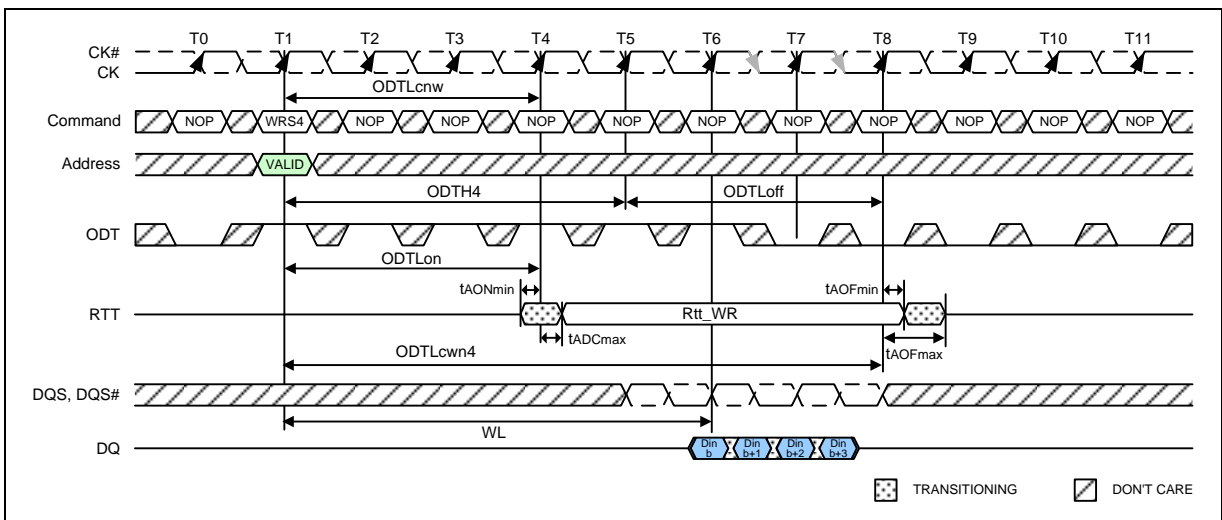 T0 T1 T2 T3 T4 T5 T6 T7 T8 T9 T10 T11
CK#
CK
ODTLcnw
Command NOP WRS4 NOP NOP NOP NOP NOP NOP NOP NOP NOP NOP
Address VALID
ODTH4 ODTLoff
ODT
ODTLon
tAONmin tAOFmin
RTT Rtt_WR
tADCmax tAOFmax
ODTLcwn4
DQS, DQS#
WL
DQ Din b Din b+1 Din b+2 Din b+3
TRANSITIONING DON'T CARE